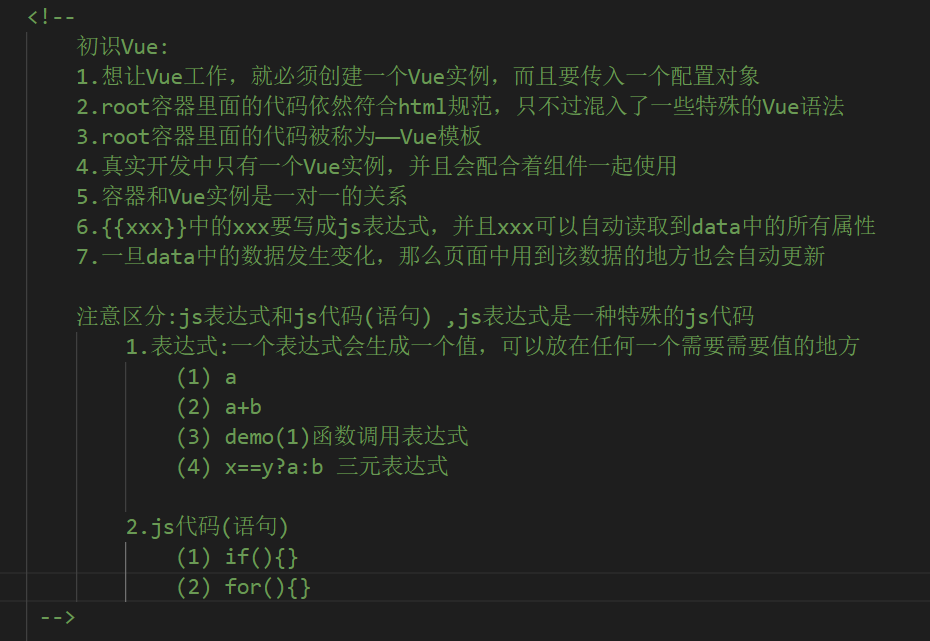 <!--
初识Vue:
1.想让Vue工作，就必须创建一个Vue实例，而且要传入一个配置对象
2.root容器里面的代码依然符合html规范，只不过混入了一些特殊的Vue语法
3.root容器里面的代码被称为——Vue模板
4.真实开发中只有一个Vue实例，并且会配合着组件一起使用
5.容器和Vue实例是一对一的关系
6.{{xxx}}中的xxx要写成js表达式，并且xxx可以自动读取到data中的所有属性
7.一旦data中的数据发生变化，那么页面中用到该数据的地方也会自动更新
注意区分:js表达式和js代码(语句) ,js表达式是一种特殊的js代码
1.表达式:一个表达式会生成一个值，可以放在任何一个需要需要值的地方
(1) a
(2) a+b
(3) demo(1)函数调用表达式
(4) x==y?a:b 三元表达式
2.js代码(语句)
(1) if(){}
(2) for(){}
-->